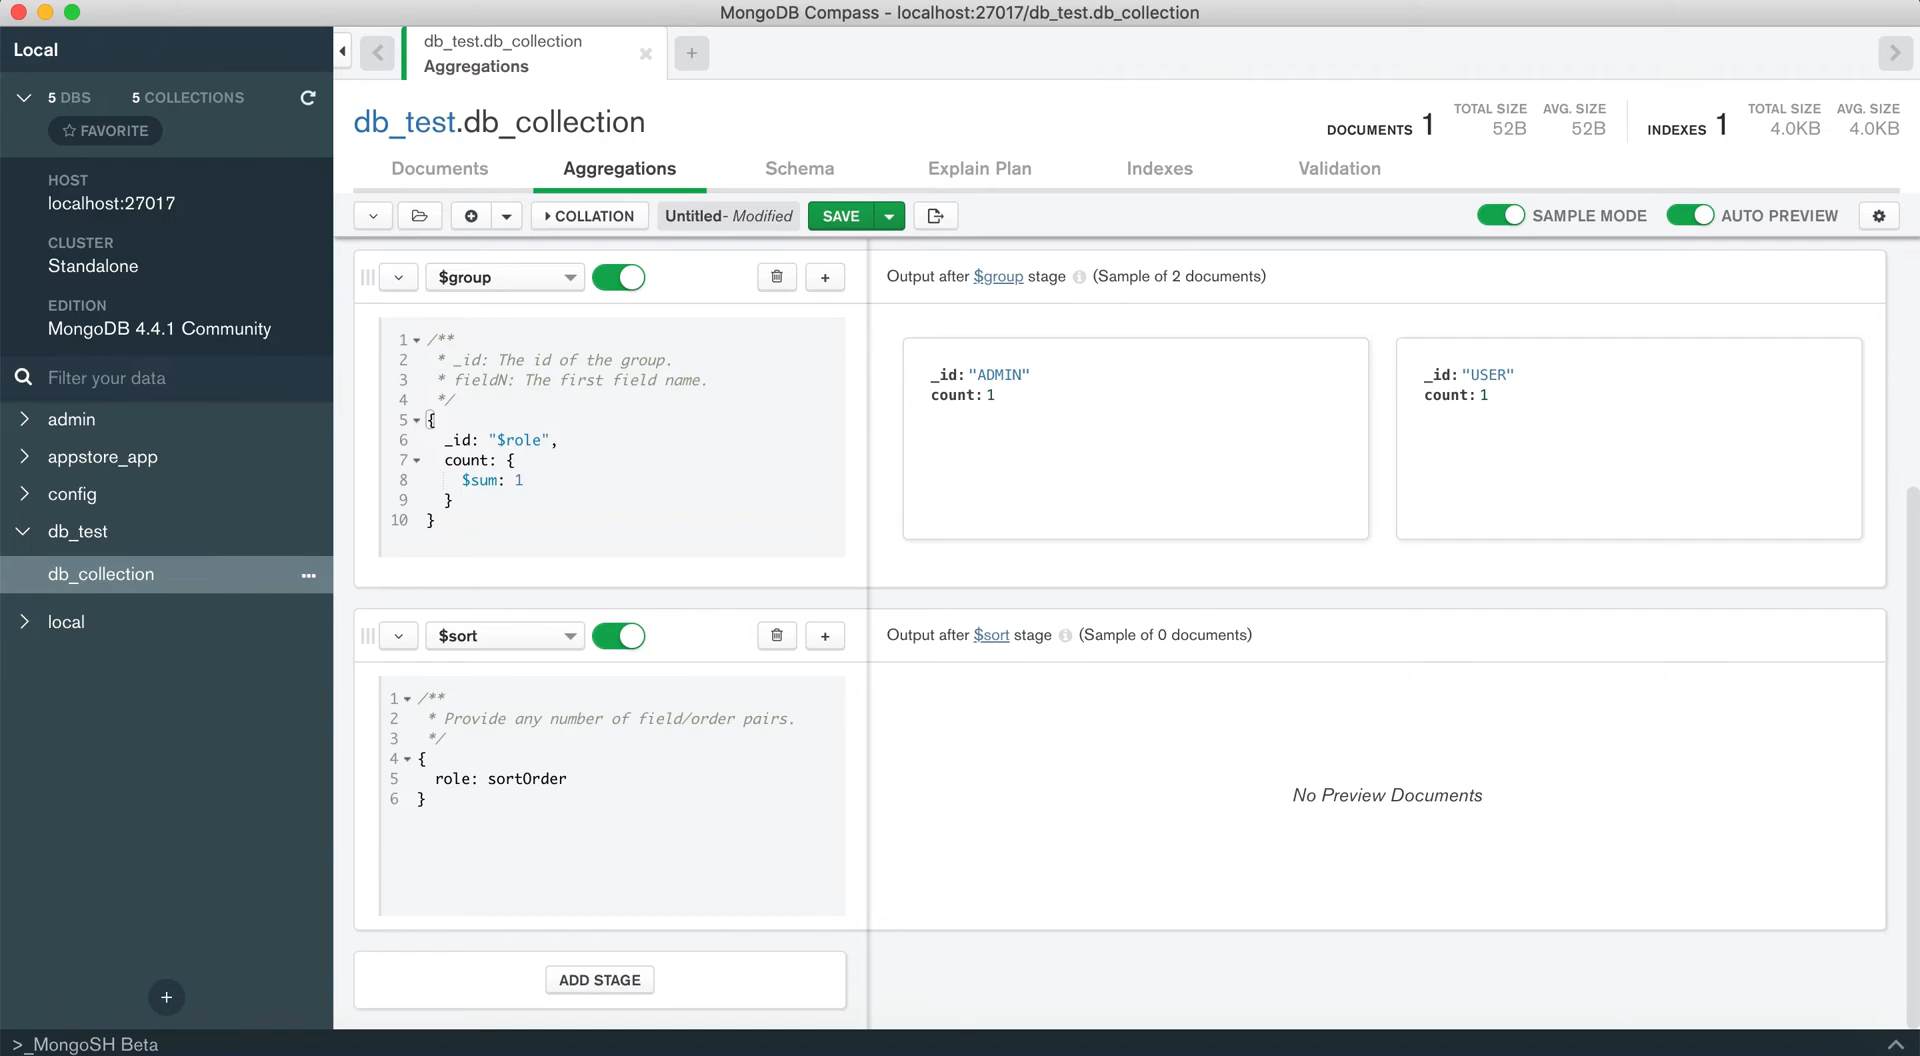 MongoDB Compass - localhost:27017/db_test.db_collection
Local
5 DBS 5 COLLECTIONS
FAVORITE
HOST
localhost:27017
CLUSTER
Standalone
EDITION
MongoDB 4.4.1 Community
Filter your data
admin
appstore_app
config
db_test
db_collection
local
>_MongoSH Beta
db_test.db_collection
Aggregations
db_test.db_collection
DOCUMENTS 1
TOTAL SIZE
52B
AVG. SIZE
52B
INDEXES 1
TOTAL SIZE
4.0KB
AVG. SIZE
4.0KB
Documents Aggregations Schema Explain Plan Indexes Validation
COLLATION Untitled- Modified SAVE SAMPLE MODE AUTO PREVIEW
$group
1 /**
2 * _id: The id of the group.
3 * fieldN: The first field name.
4 */
5 {
6 _id: "$role",
7 count: {
8 $sum: 1
9 }
10 }
Output after $group stage (Sample of 2 documents)
_id: "ADMIN"
count: 1
_id: "USER"
count: 1
$sort
1 /**
2 * Provide any number of field/order pairs.
3 */
4 {
5 role: sortOrder
6 }
Output after $sort stage (Sample of 0 documents)
No Preview Documents
ADD STAGE